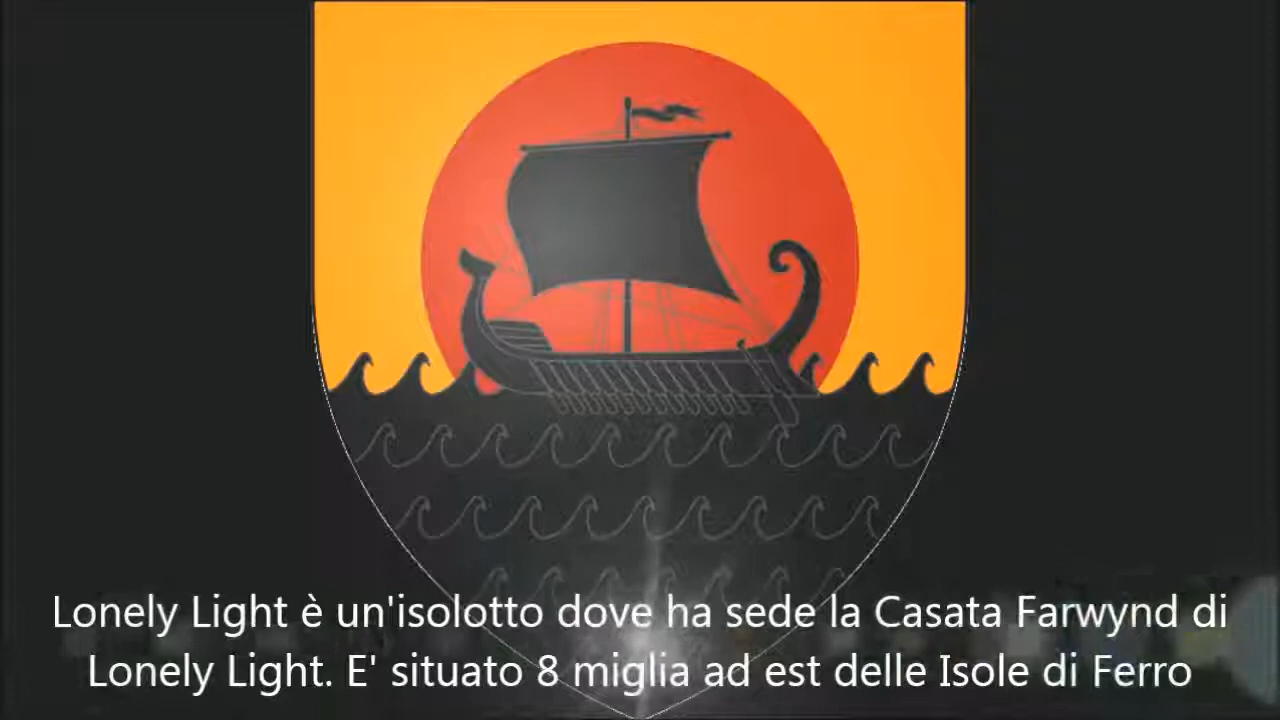 Lonely Light è un'isolotto dove ha sede la Casata Farwynd di
Lonely Light. E' situato 8 miglia ad est delle Isole di Ferro